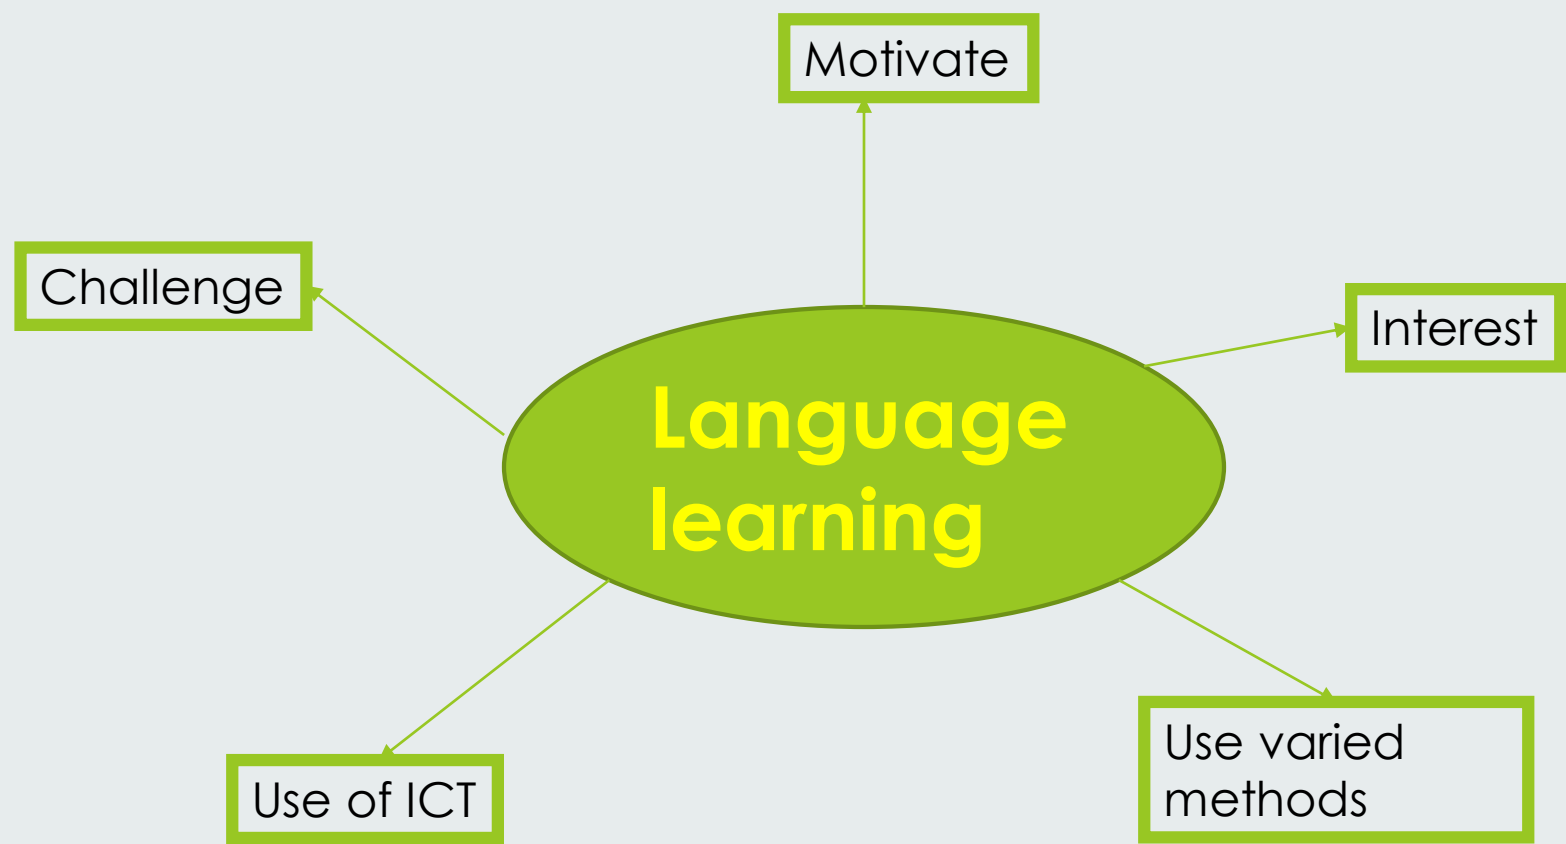 Motivate
Challenge
Interest
Language
learning
Use varied
methods
Use of ICT